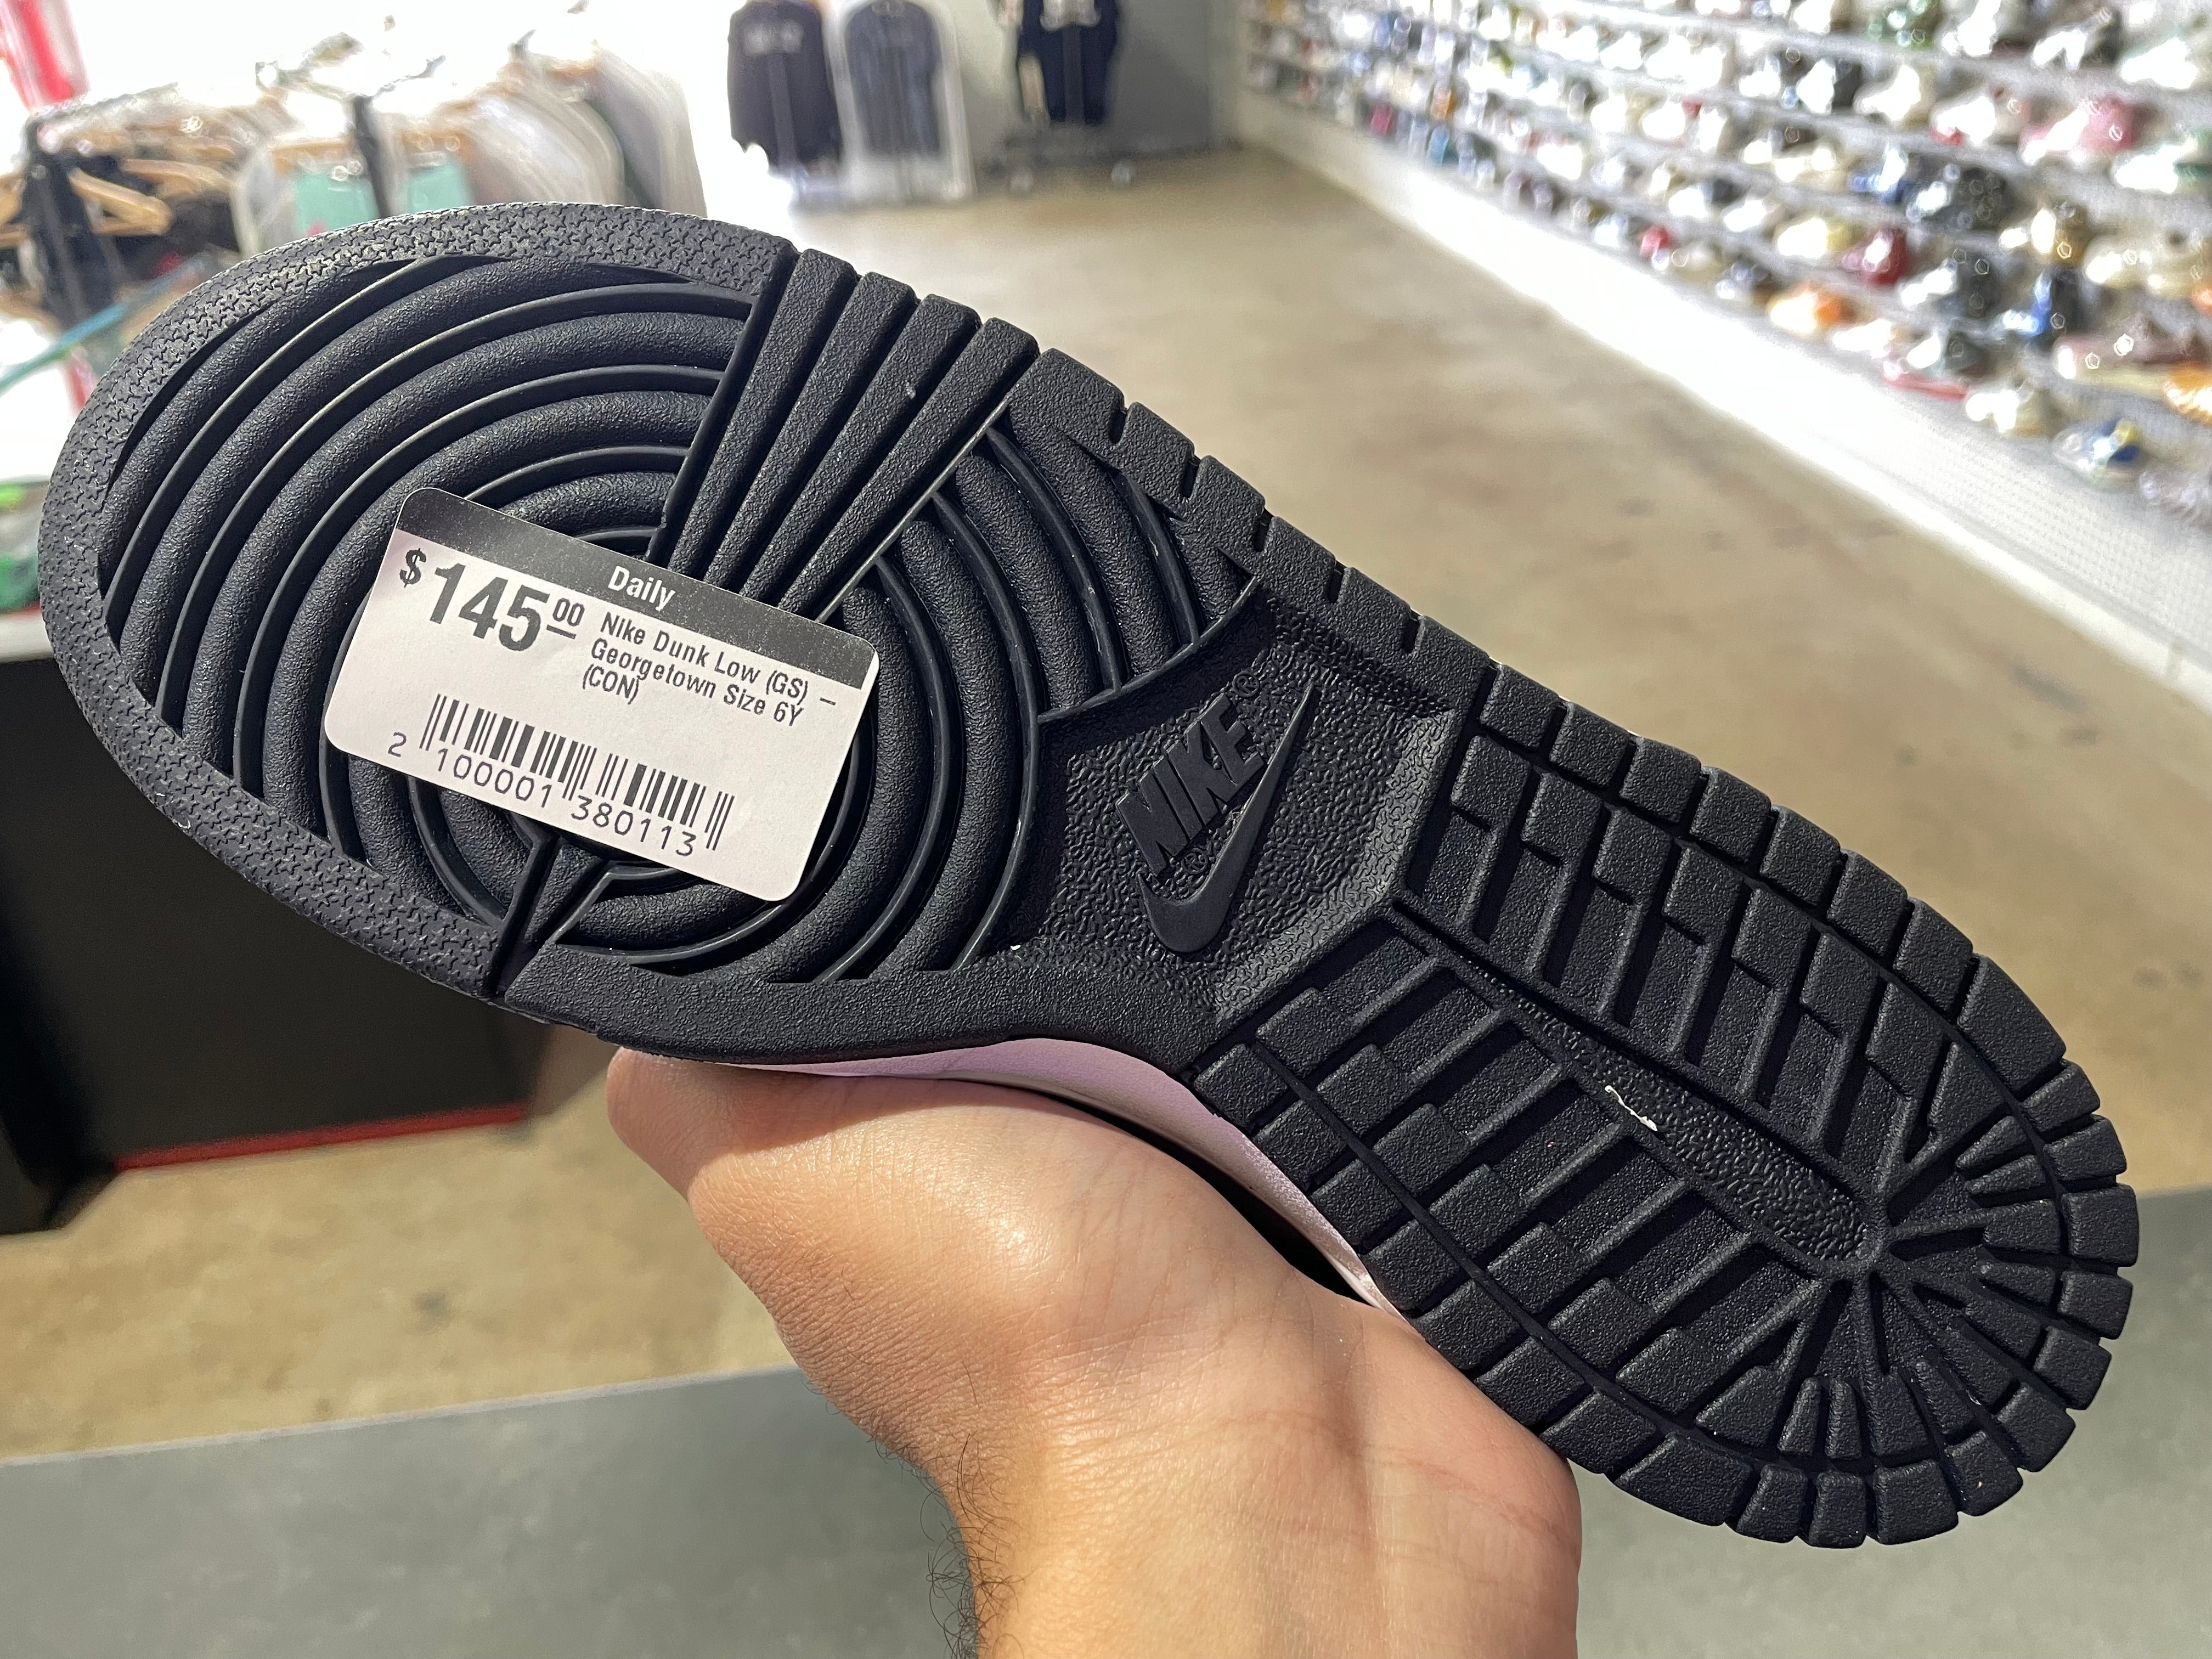 Daily
$145 00
Nike Dunk Low (GS) –
Georgetown Size 6Y
(CON)
2 100001 380113
NIKE®
®